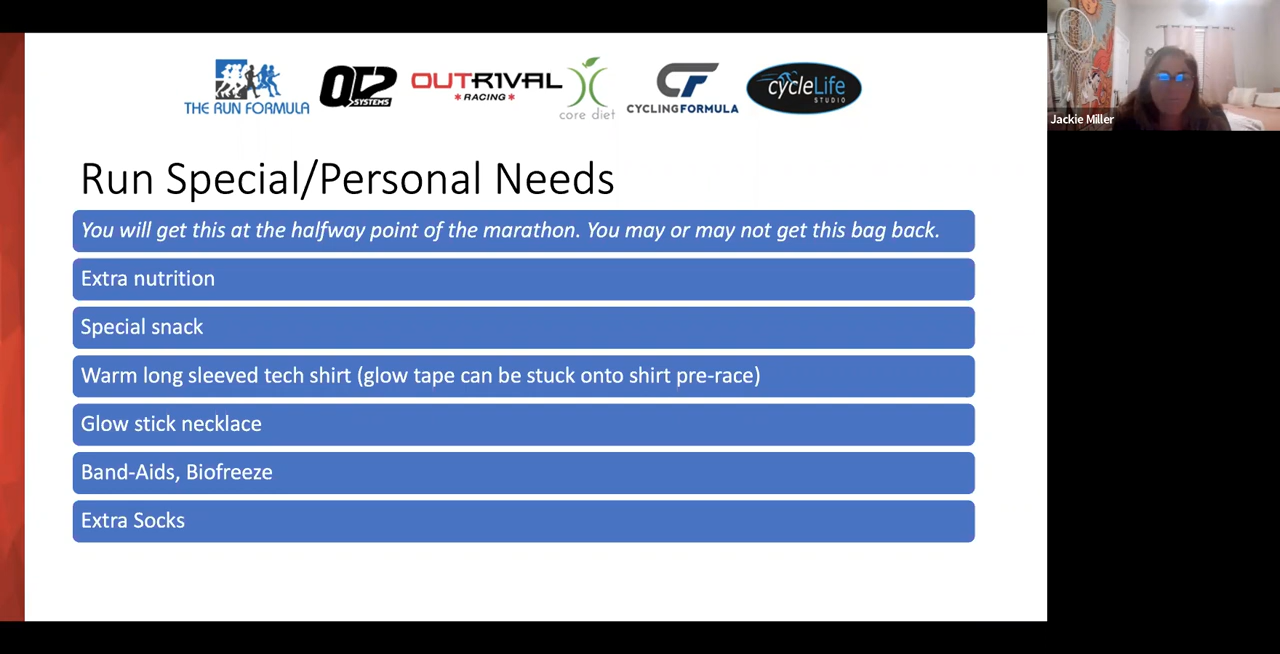 THE RUN FORMULA
QT2
SYSTEMS
OUTRIVAL
*RACING*
core diet
CF
CYCLINGFORMULA
cycleLife
STUDIO
Jackie Miller
Run Special/Personal Needs
You will get this at the halfway point of the marathon. You may or may not get this bag back.
Extra nutrition
Special snack
Warm long sleeved tech shirt (glow tape can be stuck onto shirt pre-race)
Glow stick necklace
Band-Aids, Biofreeze
Extra Socks